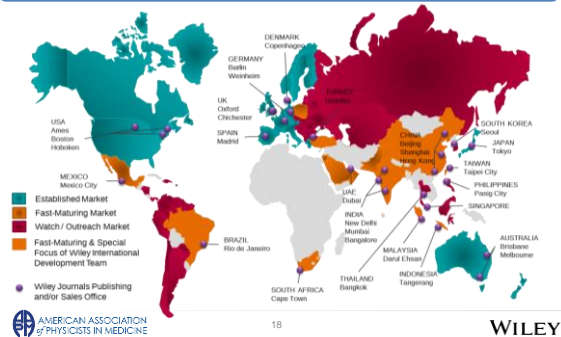 DENMARK
Copenhagen
GERMANY
Berlin
Weinheim
TURKEY
Istanbul
UK
Oxford
Chichester
USA
Ames
Boston
Hoboken
SPAIN
Madrid
CHINA
Beijing
Shanghai
Hong Kong
SOUTH KOREA
Seoul
JAPAN
Tokyo
TAIWAN
Taipei City
MEXICO
Mexico City
PHILIPPINES
Pasig City
UAE
Dubai
SINGAPORE
Established Market
Fast-Maturing Market
Watch / Outreach Market
Fast-Maturing & Special
Focus of Wiley International
Development Team
INDIA
New Delhi
Mumbai
Bangalore
BRAZIL
Rio de Janeiro
AUSTRALIA
Brisbane
Melbourne
MALAYSIA
Darul Ehsan
INDONESIA
Tangerang
THAILAND
Bangkok
Wiley Journals Publishing
and/or Sales Office
SOUTH AFRICA
Cape Town
AMERICAN ASSOCIATION
of PHYSICISTS IN MEDICINE
18
WILEY